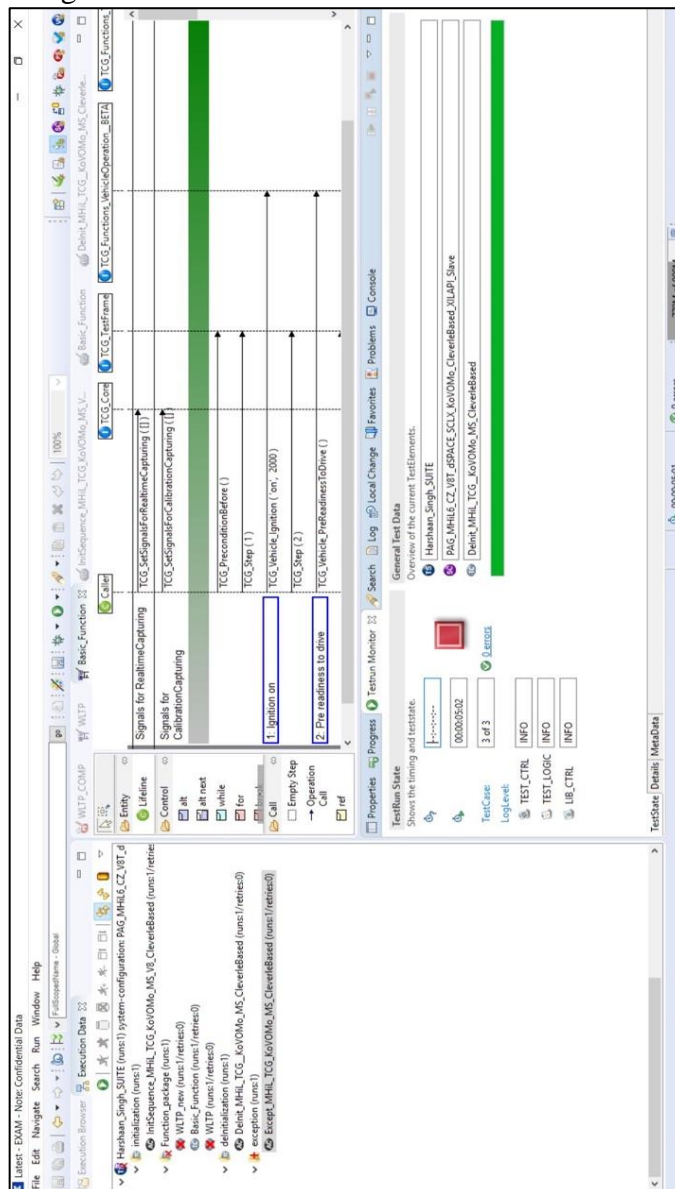 Latest - EXAM - Note: Confidential Data
File Edit Navigate Search Run Window Help
FullScopedName - Global
go
100%
Execution Browser
Execution Data
Harshaan_Singh_SUITE (runs:1) system-configuration: PAG_MHiL6_CZ_V8T_d
initialization (runs:1)
InitSequence_MHiL_TCG_KoVOMo_MS_V8_CleverleBased (runs:1/retries
Function_package (runs:1)
WLTP_new (runs:1/retries:0)
Basic_Function (runs:1/retries:0)
WLTP (runs:1/retries:0)
deinitialization (runs:1)
DeInit_MHiL_TCG__KoVOMo_MS_CleverleBased (runs:1/retries:0)
exception (runs:1)
Except_MHiL_TCG_KoVOMo_MS_CleverleBased (runs:1/retries:0)
WLTP_COMP
WLTP
Basic_Function
InitSequence_MHiL_TCG_KoVOMo_MS_V...
Basic_Function
DeInit_MHiL_TCG__KoVOMo_MS_Cleverle...
Entity
Lifeline
Control
alt
alt next
while
for
break
Call
Empty Step
Operation
Call
ref
Caller
TCG_Core
TCG_TestFrame
TCG_Functions_VehicleOperation__BETA
TCG_Functions_
Signals for RealtimeCapturing
TCG_SetSignalsForRealtimeCapturing ( [] )
Signals for
CalibrationCapturing
TCG_SetSignalsForCalibrationCapturing ( [] )
TCG_PreconditionBefore ( )
TCG_Step ( 1 )
1: Ignition on
TCG_Vehicle_Ignition ( 'on', 2000 )
TCG_Step ( 2 )
2: Pre readiness to drive
TCG_Vehicle_PreReadinessToDrive ( )
Properties
Progress
Testrun Monitor
Search
Log
Local Change
Favorites
Problems
Console
TestRun State
Shows the timing and teststate.
00:00:05:02
TestCase:
3 of 3
0 errors
LogLevel:
TEST_CTRL
INFO
TEST_LOGIC
INFO
LIB_CTRL
INFO
General Test Data
Overview of the current TestElements.
Harshaan_Singh_SUITE
PAG_MHiL6_CZ_V8T_dSPACE_SCLX_KoVOMo_CleverleBased_XILAPI_Slave
DeInit_MHiL_TCG__KoVOMo_MS_CleverleBased
TestState
Details
MetaData